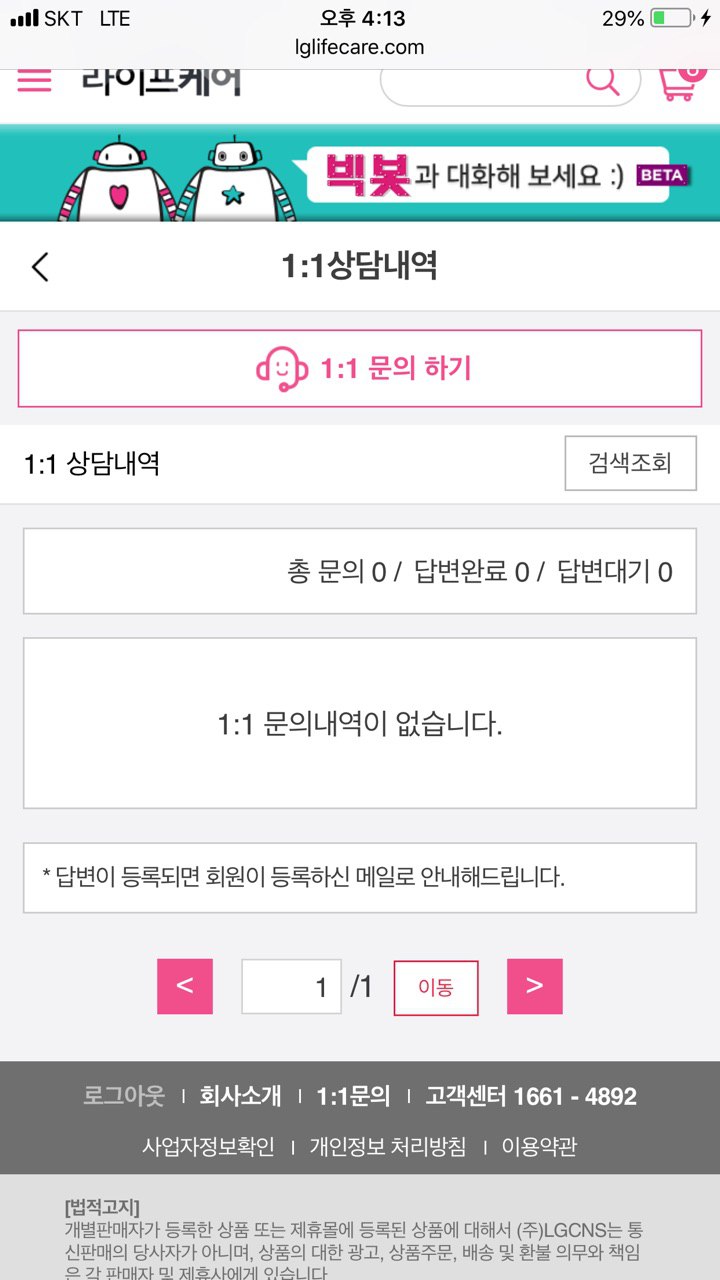 SKT LTE 오후 4:13 29%
lglifecare.com
라이프케어
빅봇과 대화해 보세요 :) BETA
1:1상담내역
1:1 문의 하기
1:1 상담내역 검색조회
총 문의 0 / 답변완료 0 / 답변대기 0
1:1 문의내역이 없습니다.
* 답변이 등록되면 회원이 등록하신 메일로 안내해드립니다.
< 1 /1 이동 >
로그아웃 | 회사소개 | 1:1문의 | 고객센터 1661 - 4892
사업자정보확인 | 개인정보 처리방침 | 이용약관
[법적고지]
개별판매자가 등록한 상품 또는 제휴몰에 등록된 상품에 대해서 (주)LGCNS는 통
신판매의 당사자가 아니며, 상품의 대한 광고, 상품주문, 배송 및 환불 의무와 책임
은 각 판매자 및 제휴사에게 있습니다